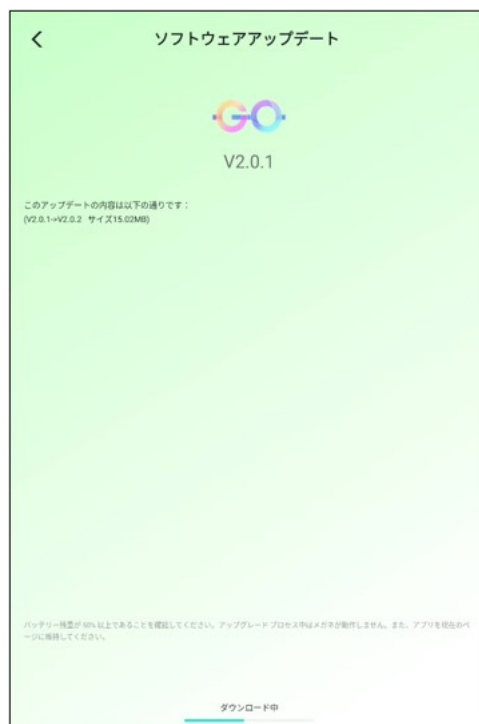 ソフトウェアアップデート
GO
V2.0.1
このアップデートの内容は以下の通りです：
(V2.0.1->V2.0.2 サイズ15.02MB)
バッテリー残量が 50% 以上であることを確認してください。アップグレード プロセス中はメガネが動作しません。また、アプリを現在のペ
ージに維持してください。
ダウンロード中